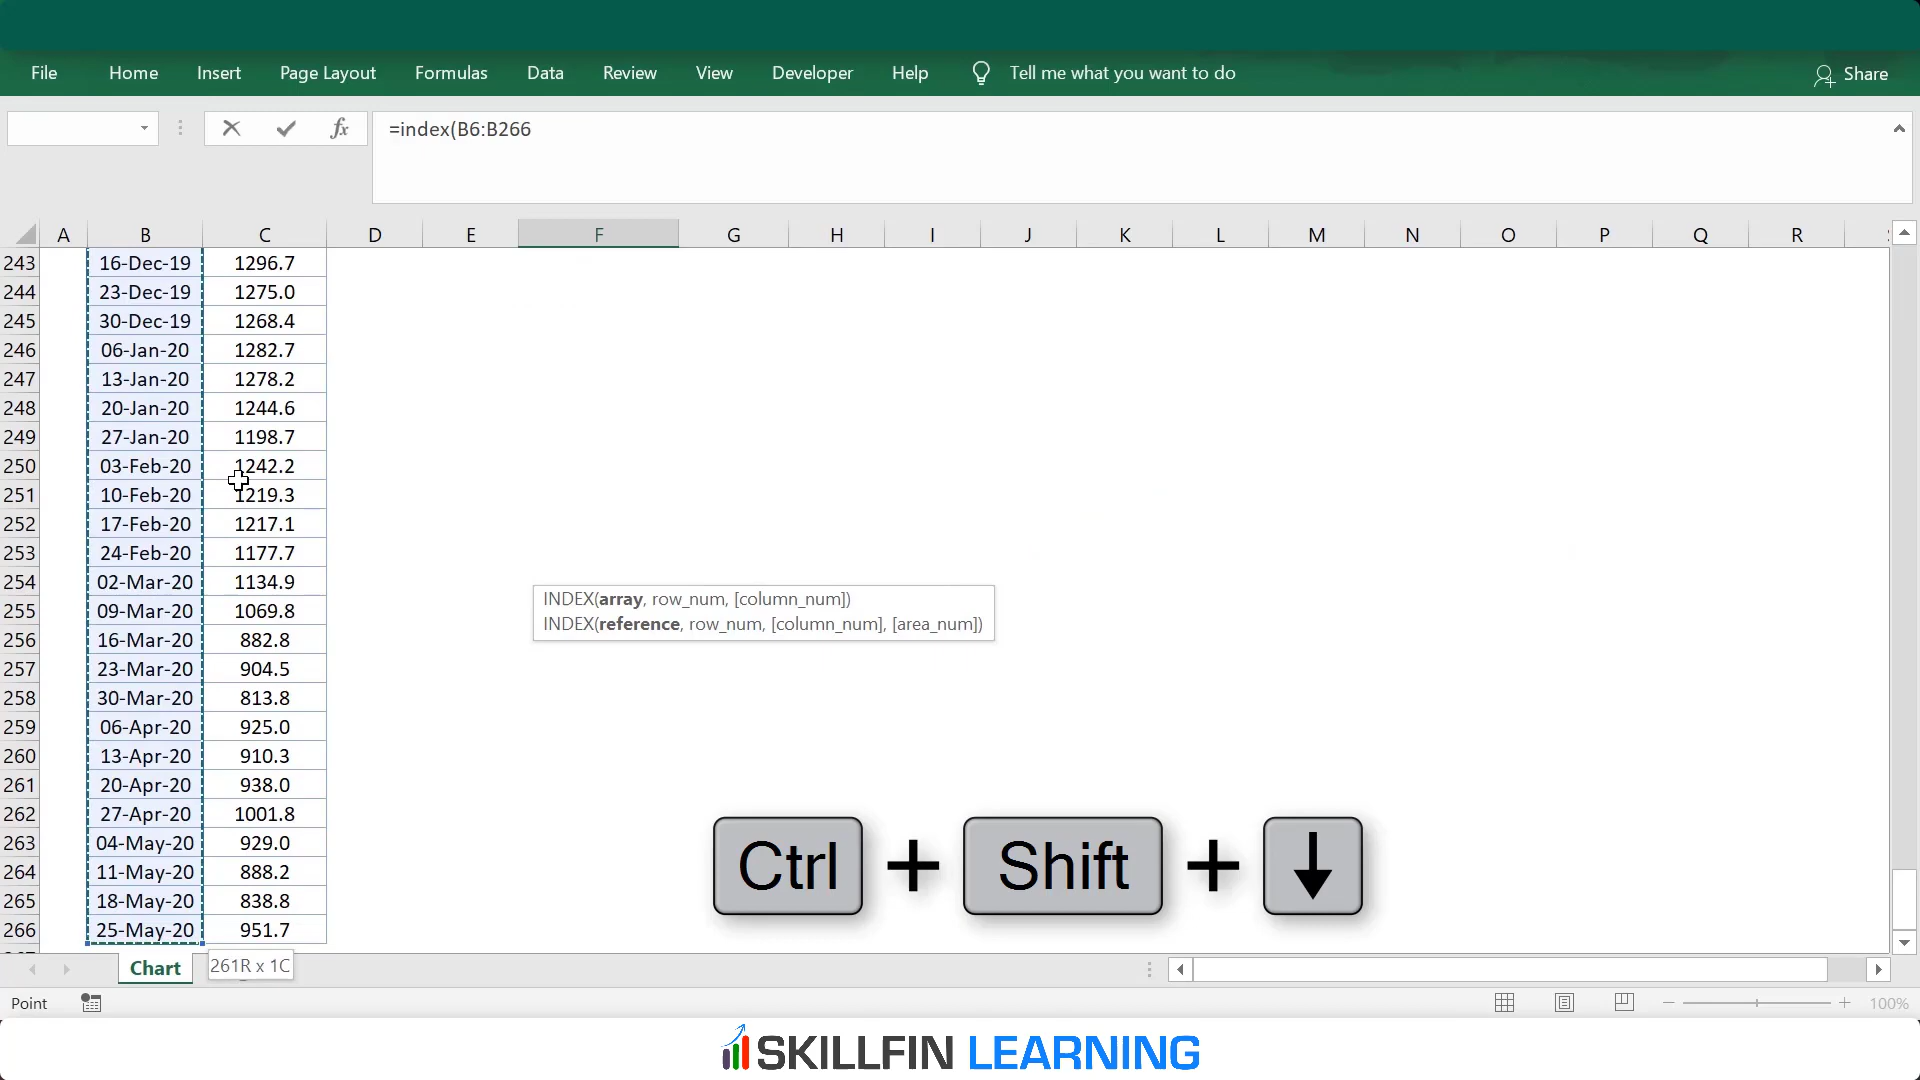 File Home Insert Page Layout Formulas Data Review View Developer Help Tell me what you want to do Share
fx =index(B6:B266
A B C D E F G H I J K L M N O P Q R
243 16-Dec-19 1296.7
244 23-Dec-19 1275.0
245 30-Dec-19 1268.4
246 06-Jan-20 1282.7
247 13-Jan-20 1278.2
248 20-Jan-20 1244.6
249 27-Jan-20 1198.7
250 03-Feb-20 1242.2
251 10-Feb-20 1219.3
252 17-Feb-20 1217.1
253 24-Feb-20 1177.7
254 02-Mar-20 1134.9
INDEX(array, row_num, [column_num])
255 09-Mar-20 1069.8
INDEX(reference, row_num, [column_num], [area_num])
256 16-Mar-20 882.8
257 23-Mar-20 904.5
258 30-Mar-20 813.8
259 06-Apr-20 925.0
260 13-Apr-20 910.3
261 20-Apr-20 938.0
262 27-Apr-20 1001.8
263 04-May-20 929.0
264 11-May-20 888.2
Ctrl + Shift + ↓
265 18-May-20 838.8
266 25-May-20 951.7
Chart 261R x 1C
Point 100%
SKILLFIN LEARNING